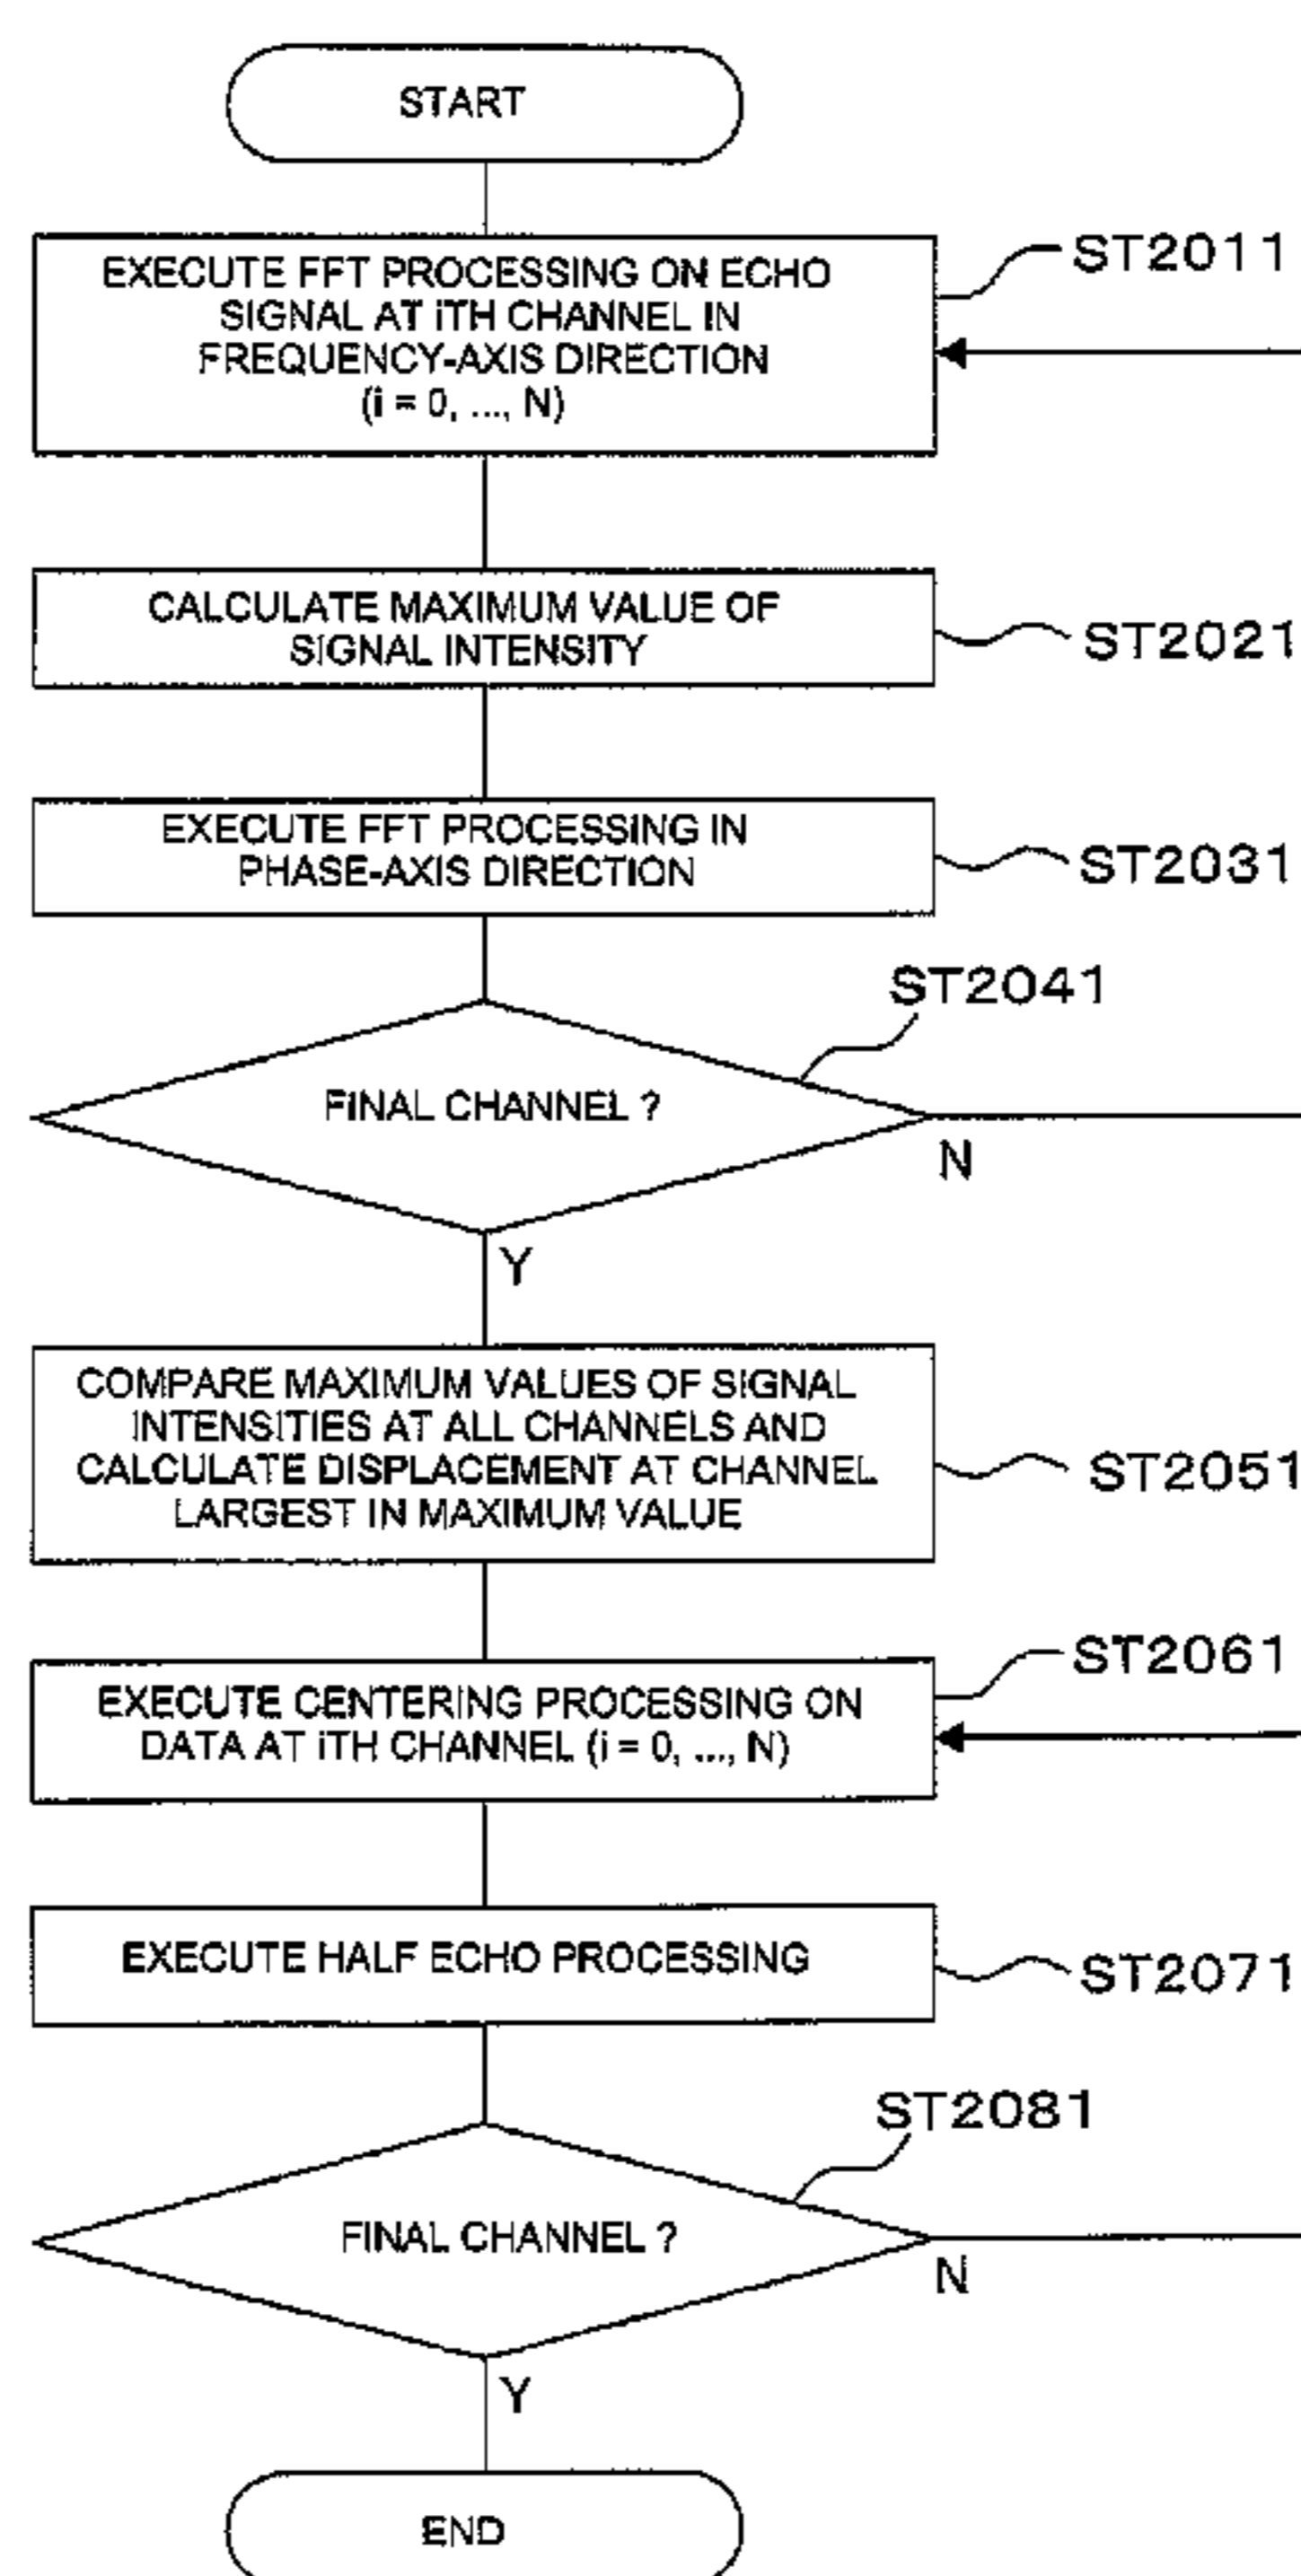 START
EXECUTE FFT PROCESSING ON ECHO
SIGNAL AT iTH CHANNEL IN
FREQUENCY-AXIS DIRECTION
(i = 0, ..., N)
ST2011
CALCULATE MAXIMUM VALUE OF
SIGNAL INTENSITY
ST2021
EXECUTE FFT PROCESSING IN
PHASE-AXIS DIRECTION
ST2031
ST2041
FINAL CHANNEL ?
N
Y
COMPARE MAXIMUM VALUES OF SIGNAL
INTENSITIES AT ALL CHANNELS AND
CALCULATE DISPLACEMENT AT CHANNEL
LARGEST IN MAXIMUM VALUE
ST2051
ST2061
EXECUTE CENTERING PROCESSING ON
DATA AT iTH CHANNEL (i = 0, ..., N)
EXECUTE HALF ECHO PROCESSING
ST2071
ST2081
FINAL CHANNEL ?
N
Y
END